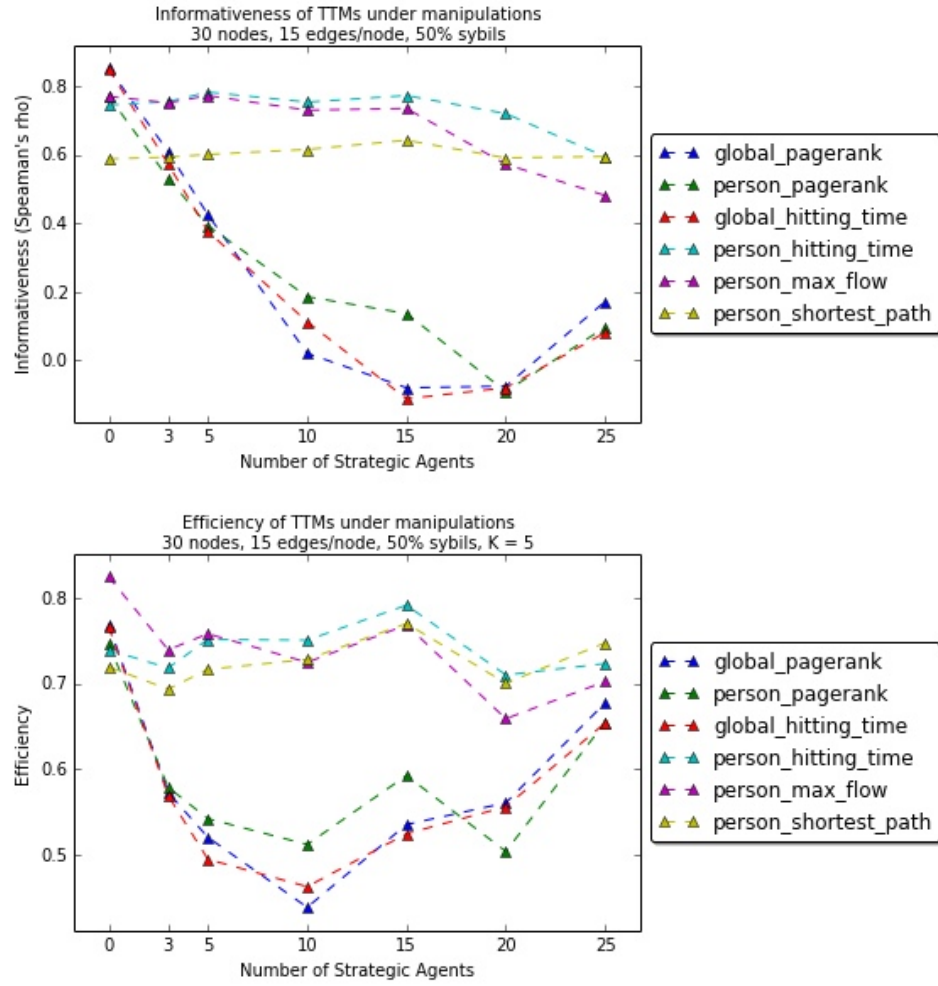 Informativeness of TTMs under manipulations
30 nodes, 15 edges/node, 50% sybils
Informativeness (Speaman's rho)
0.8
0.6
0.4
0.2
0.0
0 3 5 10 15 20 25
Number of Strategic Agents
global_pagerank
person_pagerank
global_hitting_time
person_hitting_time
person_max_flow
person_shortest_path
Efficiency of TTMs under manipulations
30 nodes, 15 edges/node, 50% sybils, K = 5
Efficiency
0.8
0.7
0.6
0.5
0 3 5 10 15 20 25
Number of Strategic Agents
global_pagerank
person_pagerank
global_hitting_time
person_hitting_time
person_max_flow
person_shortest_path